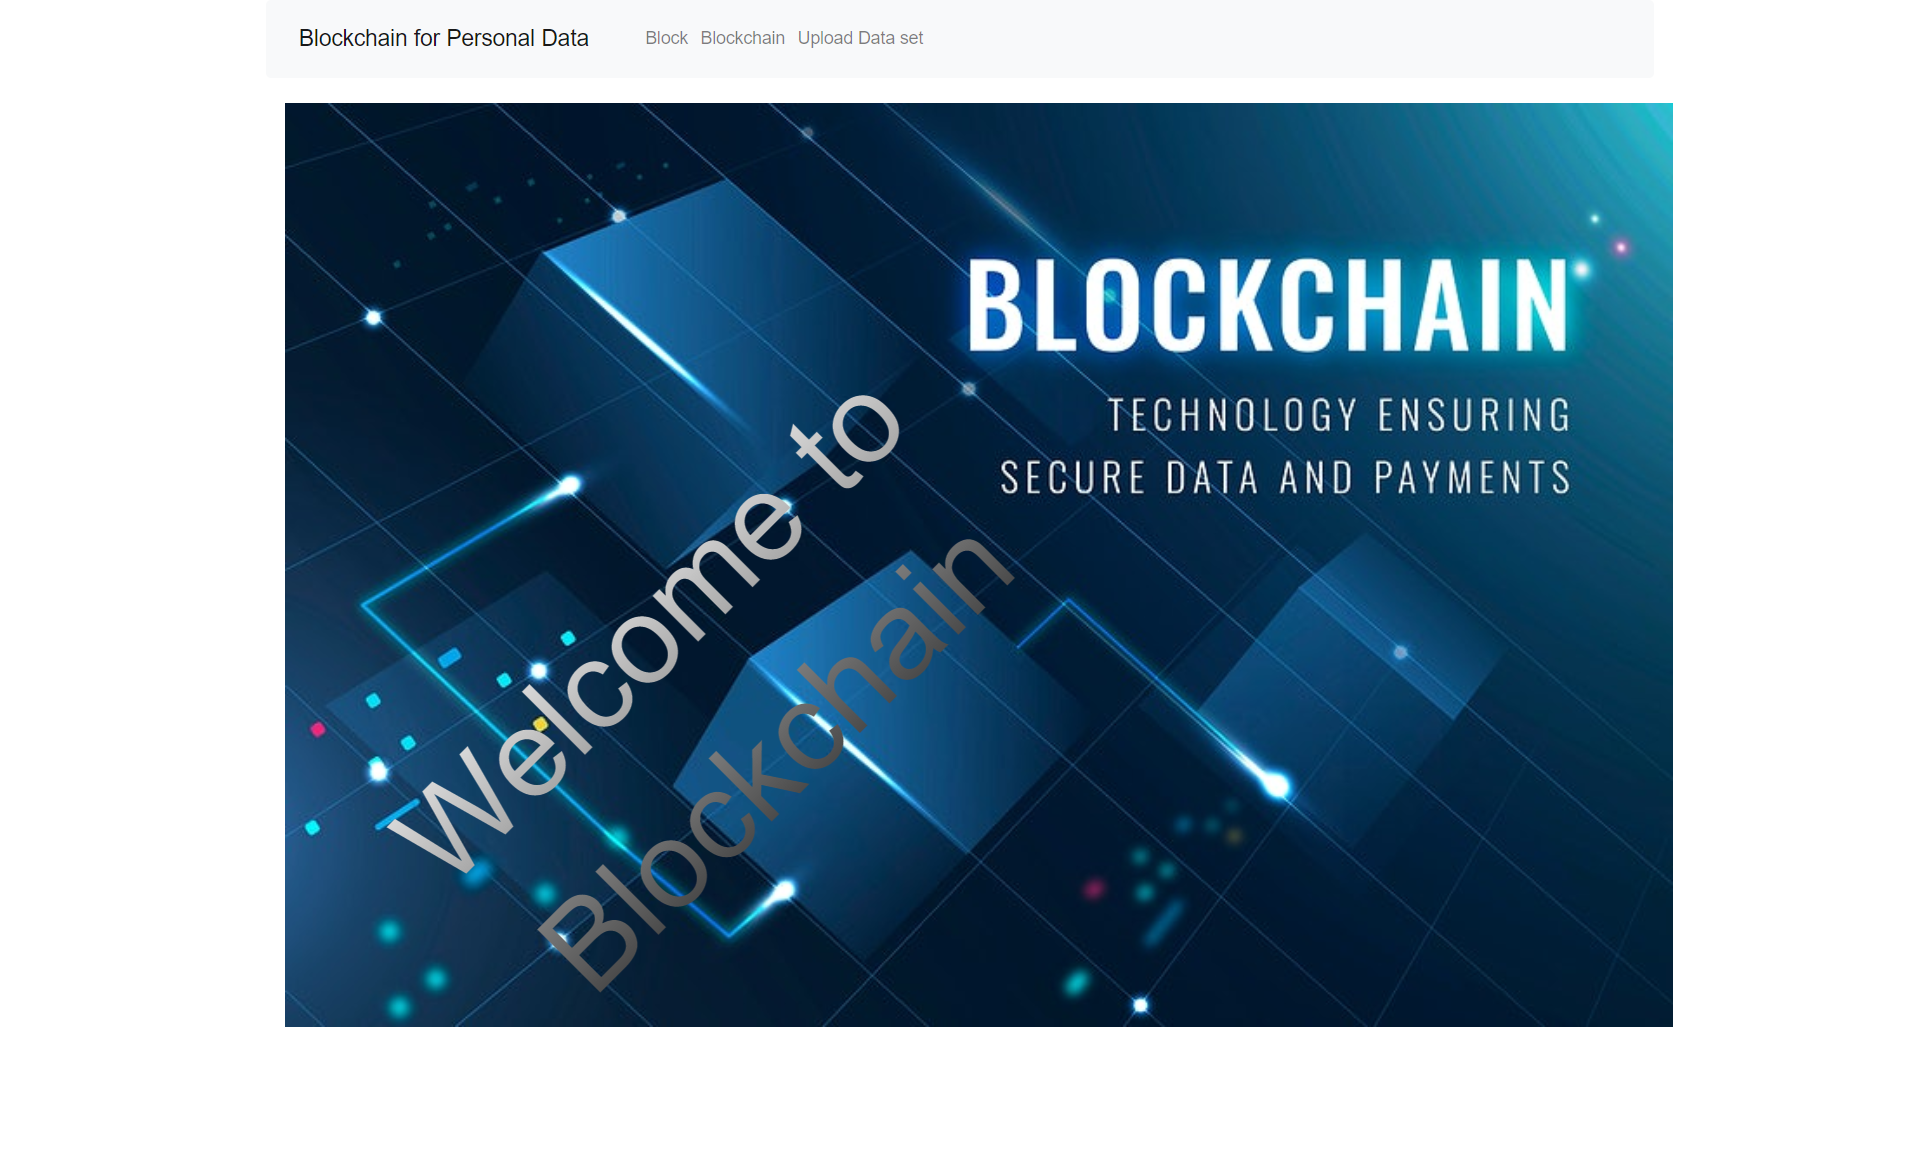 Blockchain for Personal Data Block Blockchain Upload Data set
BLOCKCHAIN
TECHNOLOGY ENSURING
SECURE DATA AND PAYMENTS
Welcome to
Blockchain